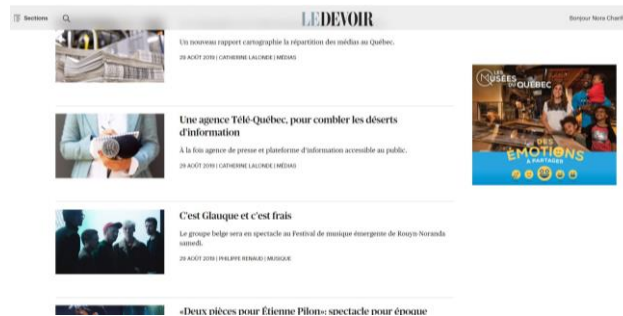 Sections
LE DEVOIR
Bonjour Nora Charif
Un nouveau rapport cartographie la répartition des médias au Québec.
29 AOÛT 2019 | CATHERINE LALONDE | MÉDIAS
Une agence Télé-Québec, pour combler les déserts
d'information
À la fois agence de presse et plateforme d'information accessible au public.
29 AOÛT 2019 | CATHERINE LALONDE | MÉDIAS
LES
MUSÉES
DU QUÉBEC
DES
ÉMOTIONS
À PARTAGER
C'est Glauque et c'est frais
Le groupe belge sera en spectacle au Festival de musique émergente de Rouyn-Noranda
samedi.
29 AOÛT 2019 | PHILIPPE RENAUD | MUSIQUE
«Deux pièces pour Étienne Pilon»: spectacle pour époque